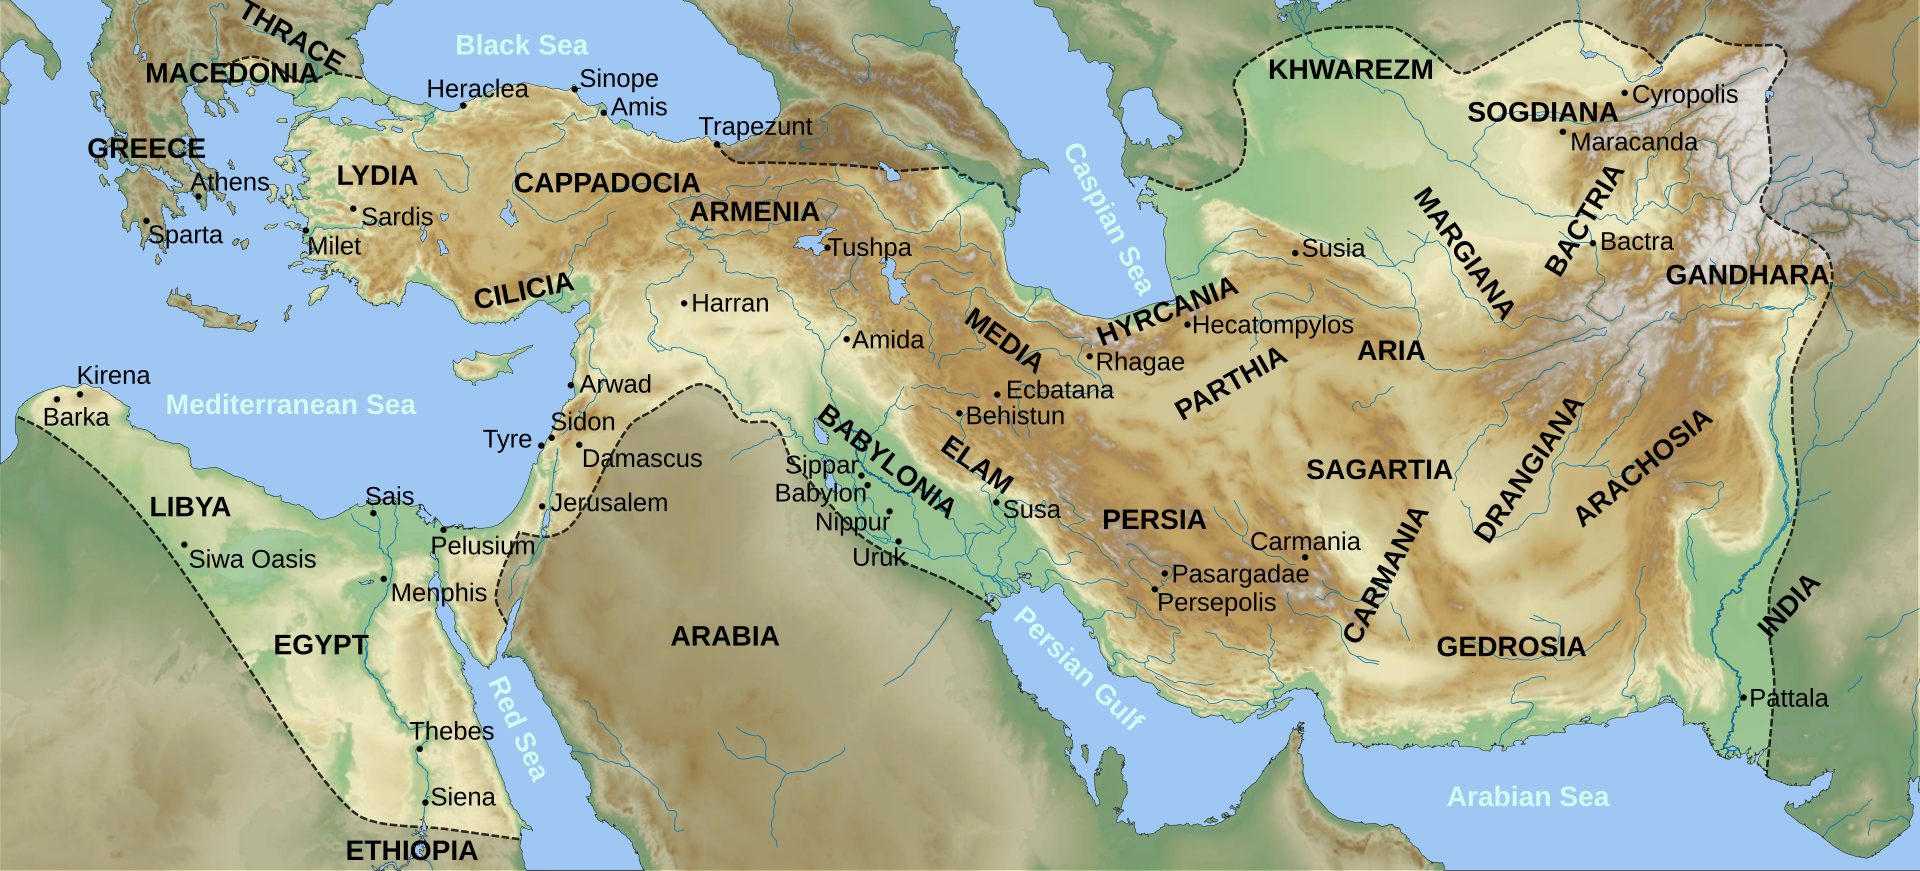 THRACE
Black Sea
MACEDONIA
Heraclea
Sinope
Amis
Trapezunt
KHWAREZM
Cyropolis
SOGDIANA
Maracanda
GREECE
Athens
Sparta
LYDIA
Sardis
Milet
CAPPADOCIA
ARMENIA
Tushpa
Caspian Sea
Susia
MARGIANA
BACTRIA
Bactra
GANDHARA
CILICIA
Harran
Amida
MEDIA
HYRCANIA
Hecatompylos
Rhagae
PARTHIA
ARIA
Kirena
Barka
Mediterranean Sea
Arwad
Sidon
Tyre
Damascus
Ecbatana
Behistun
BABYLONIA
ELAM
Sippar
Babylon
Nippur
Uruk
Susa
SAGARTIA
DRANGIANA
ARACHOSIA
LIBYA
Sais
Jerusalem
Pelusium
Siwa Oasis
Menphis
PERSIA
Carmania
CARMANIA
Pasargadae
Persepolis
EGYPT
ARABIA
Persian Gulf
GEDROSIA
INDIA
Red Sea
Pattala
Thebes
Siena
Arabian Sea
ETHIOPIA